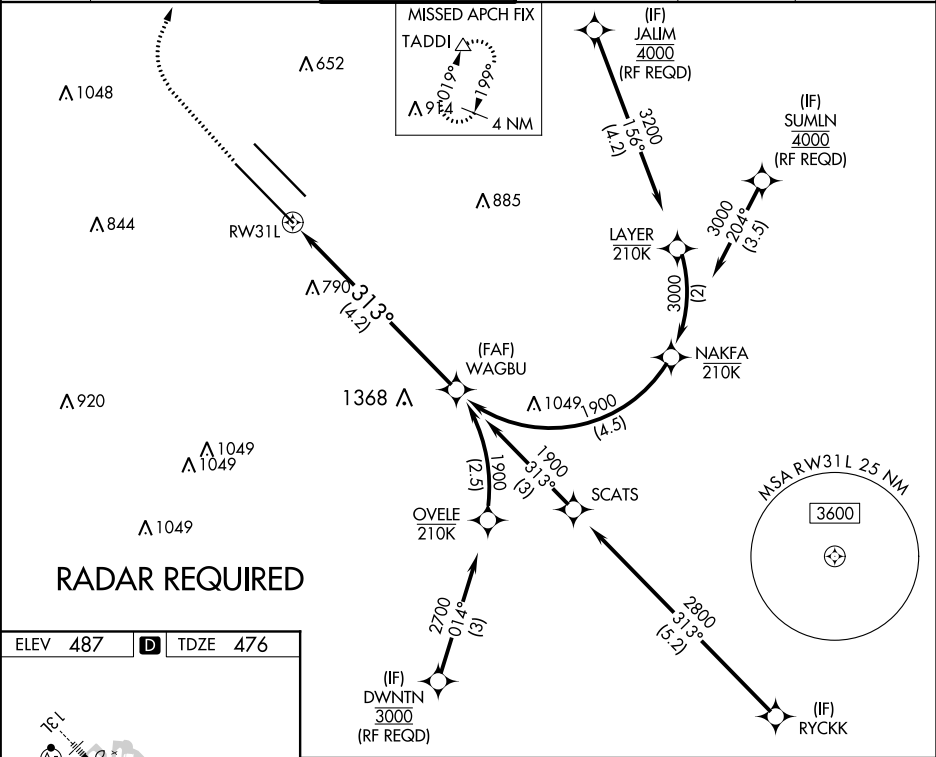 MISSED APCH FIX
TADDI
019°
199°
914
4 NM
(IF)
JALIM
4000
(RF REQD)
652
1048
3200
156°
(4.2)
(IF)
SUMLN
4000
(RF REQD)
885
844
RW31L
LAYER
210K
3000
204°
(3.5)
790
313°
(4.2)
3000
(2)
(FAF)
WAGBU
NAKFA
210K
1368
920
1049
1900
(4.5)
1049
1049
1900
(2.5)
1900
313°
(3)
SCATS
OVELE
210K
MSA RW31L 25 NM
3600
1049
RADAR REQUIRED
2700
014°
(3)
2800
313°
(5.2)
ELEV 487 D TDZE 476
(IF)
DWNTN
3000
(RF REQD)
(IF)
RYCKK
13L